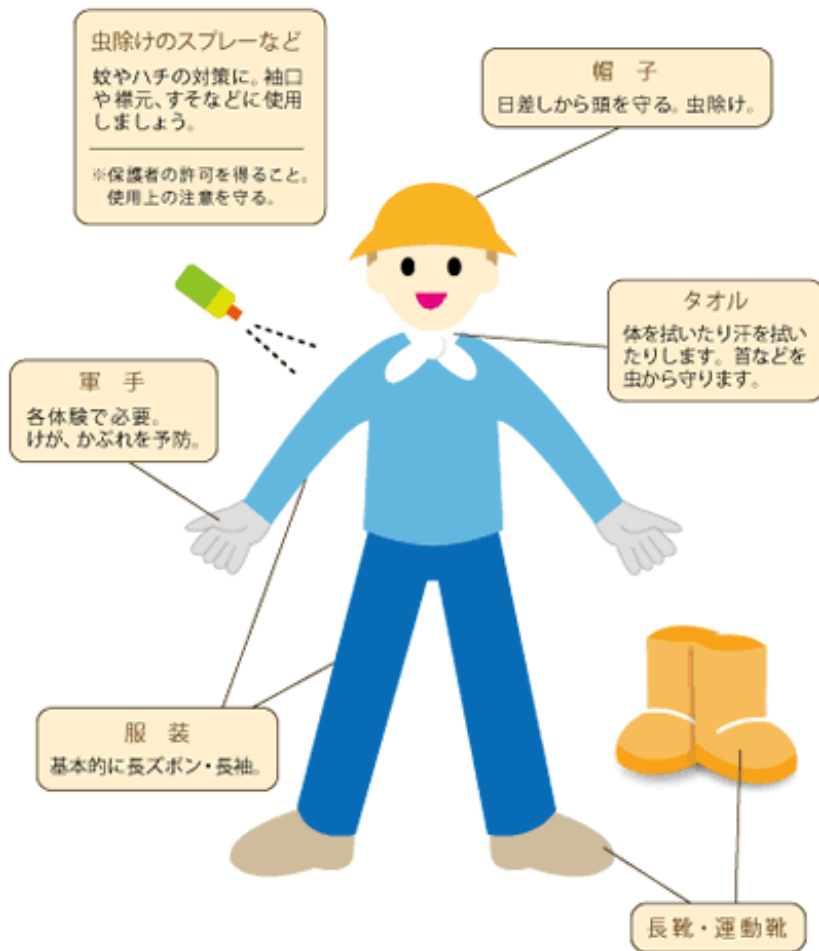 虫除けのスプレーなど
蚊やハチの対策に。袖口
や襟元、すそなどに使用
しましょう。
※保護者の許可を得ること。
使用上の注意を守る。
帽 子
日差しから頭を守る。虫除け。
タオル
体を拭いたり汗を拭い
たりします。首などを
虫から守ります。
軍 手
各体験で必要。
けが、かぶれを予防。
服 装
基本的に長ズボン・長袖。
長靴・運動靴